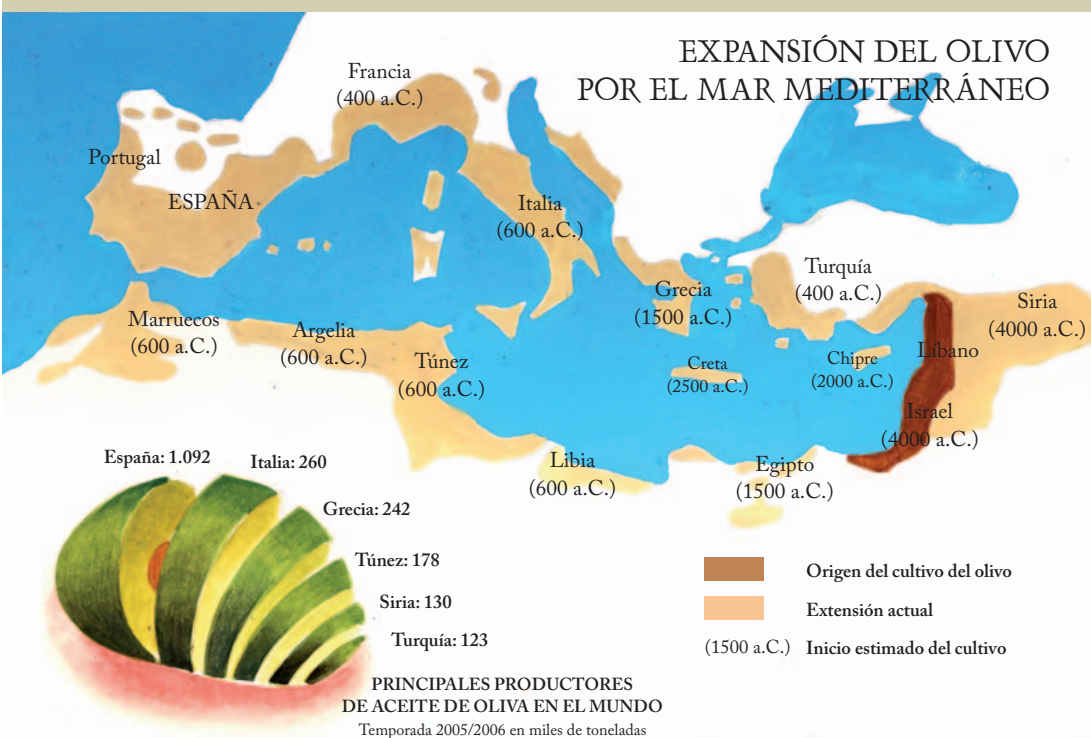 EXPANSIÓN DEL OLIVO
POR EL MAR MEDITERRÁNEO
Francia
(400 a.C.)
Portugal
ESPAÑA
Italia
(600 a.C.)
Grecia
(1500 a.C.)
Turquía
(400 a.C.)
Siria
(4000 a.C.)
Marruecos
(600 a.C.)
Argelia
(600 a.C.)
Túnez
(600 a.C.)
Creta
(2500 a.C.)
Chipre
(2000 a.C.)
Líbano
Israel
(4000 a.C.)
Libia
(600 a.C.)
Egipto
(1500 a.C.)
España: 1.092
Italia: 260
Grecia: 242
Túnez: 178
Siria: 130
Turquía: 123
PRINCIPALES PRODUCTORES
DE ACEITE DE OLIVA EN EL MUNDO
Temporada 2005/2006 en miles de toneladas
Origen del cultivo del olivo
Extensión actual
(1500 a.C.) Inicio estimado del cultivo